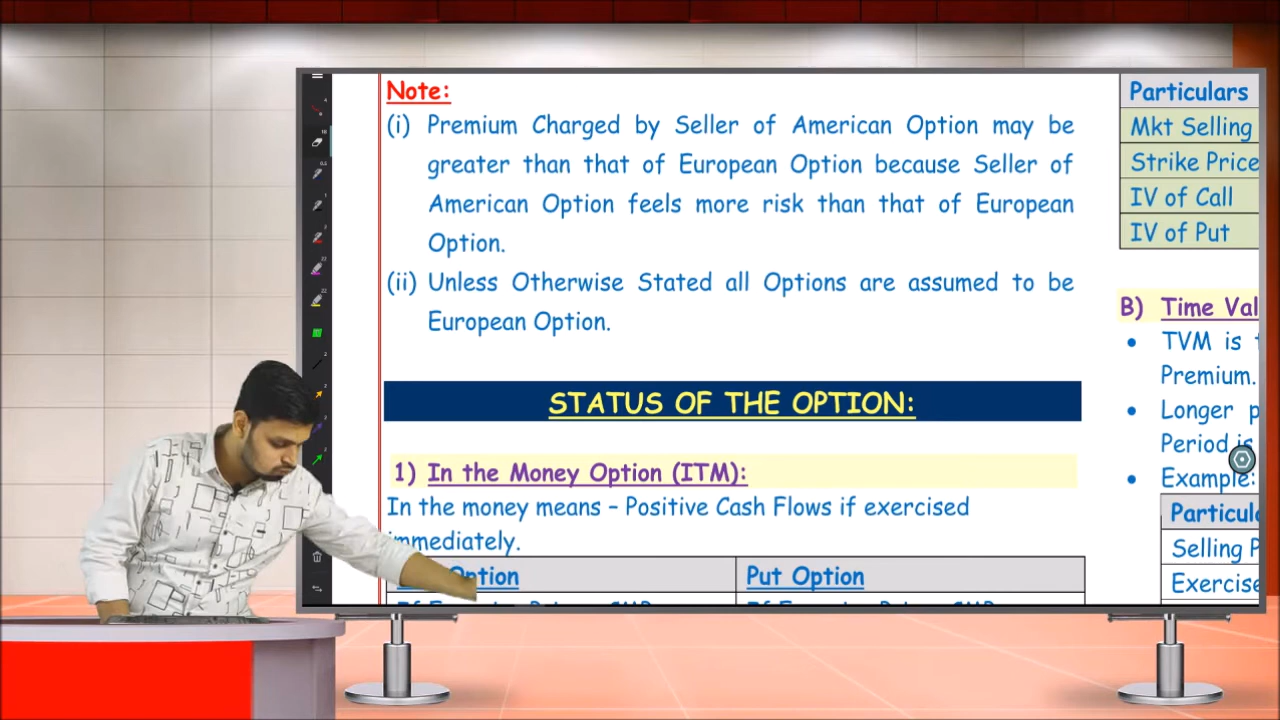 Note:
(i) Premium Charged by Seller of American Option may be
greater than that of European Option because Seller of
American Option feels more risk than that of European
Option.
(ii) Unless Otherwise Stated all Options are assumed to be
European Option.
STATUS OF THE OPTION:
1) In the Money Option (ITM):
In the money means – Positive Cash Flows if exercised
immediately.
Option
Put Option
Particulars
Mkt Selling
Strike Price
IV of Call
IV of Put
B) Time Val
TVM is
Premium.
Longer
Period is
Example:
Particul
Selling P
Exercise